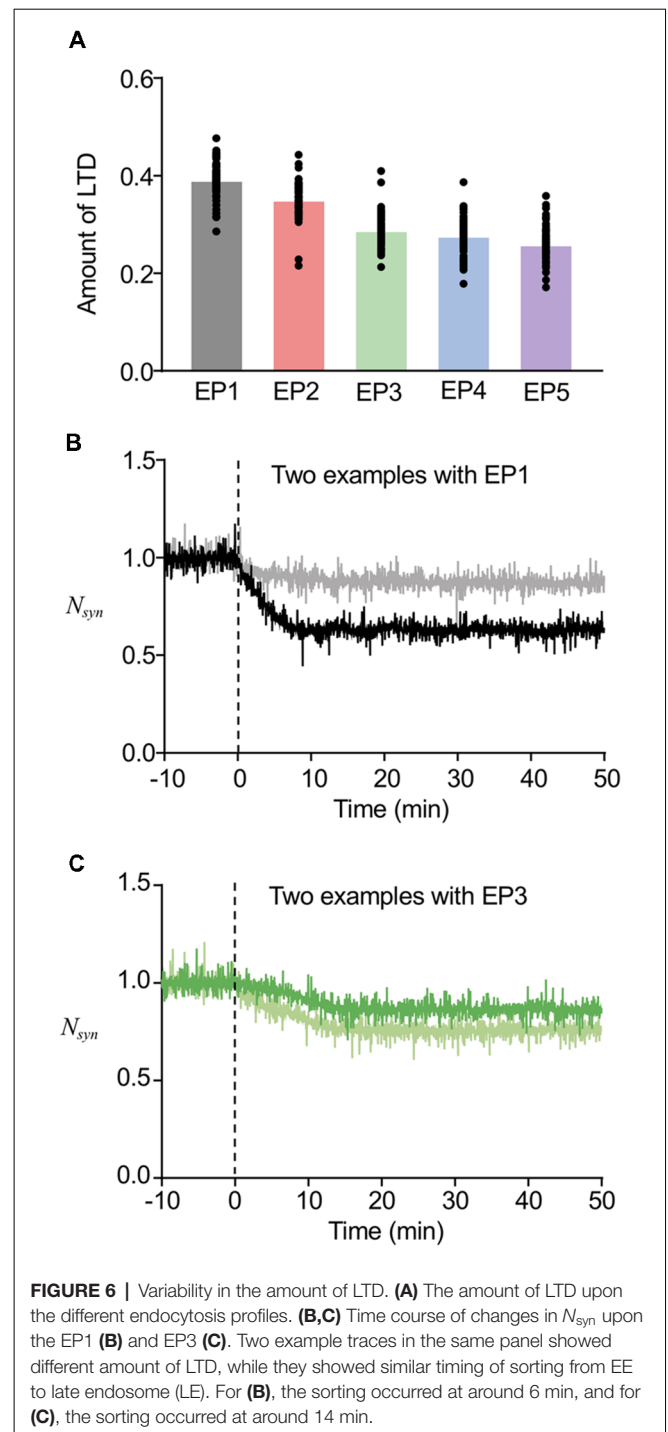 A
0.6
0.4
0.2
0.0
Amount of LTD
EP1 EP2 EP3 EP4 EP5
B
1.5
1.0
0.5
0.0
Nsyn
Two examples with EP1
-10 0 10 20 30 40 50
Time (min)
C
1.5
1.0
0.5
0.0
Nsyn
Two examples with EP3
-10 0 10 20 30 40 50
Time (min)
FIGURE 6 | Variability in the amount of LTD. (A) The amount of LTD upon
the different endocytosis profiles. (B,C) Time course of changes in Nsyn upon
the EP1 (B) and EP3 (C). Two example traces in the same panel showed
different amount of LTD, while they showed similar timing of sorting from EE
to late endosome (LE). For (B), the sorting occurred at around 6 min, and for
(C), the sorting occurred at around 14 min.